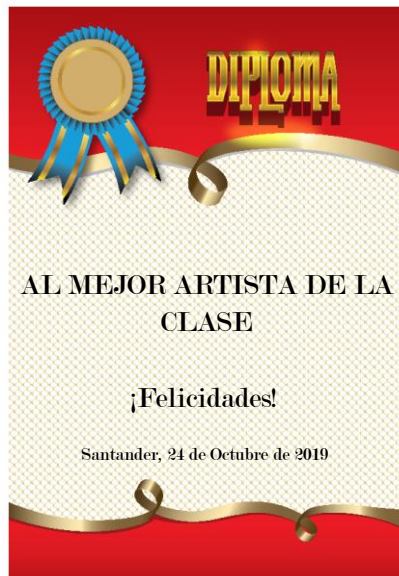 DIPLOMA
AL MEJOR ARTISTA DE LA
CLASE
¡Felicidades!
Santander, 24 de Octubre de 2019